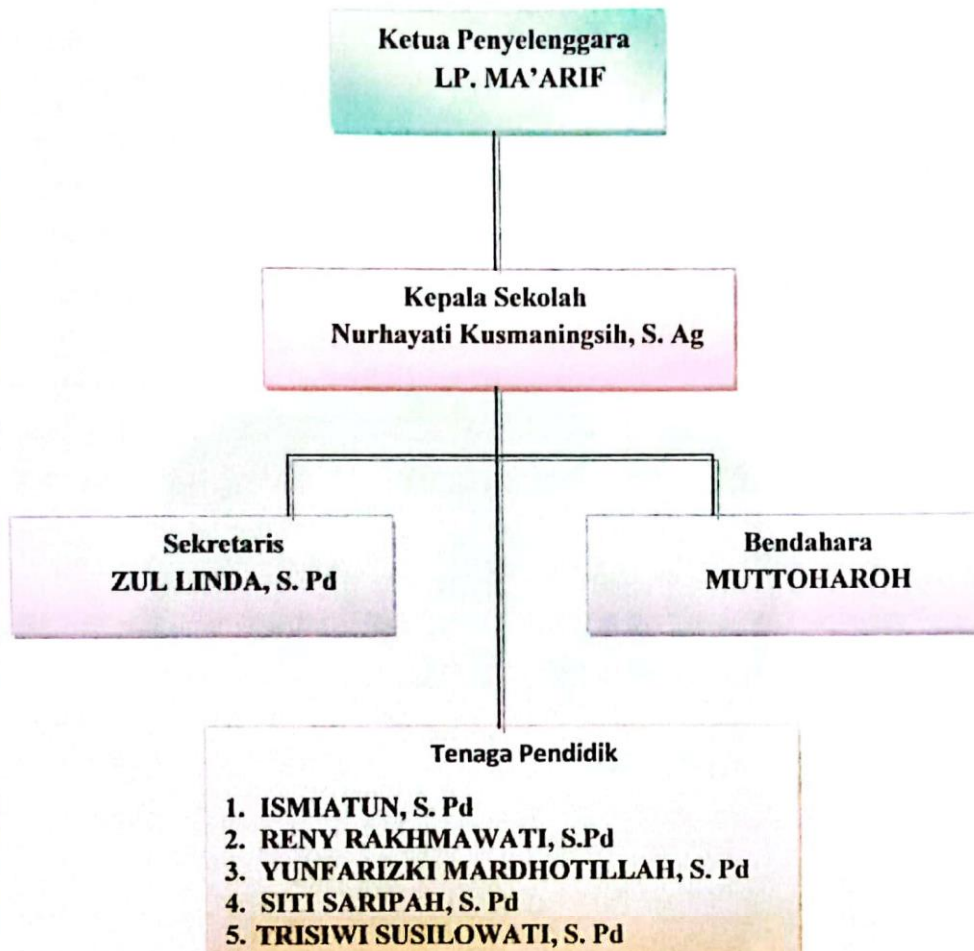 Ketua Penyelenggara
LP. MA'ARIF
Kepala Sekolah
Nurhayati Kusmaningsih, S. Ag
Sekretaris
ZUL LINDA, S. Pd
Bendahara
MUTTOHAROH
Tenaga Pendidik
1. ISMIATUN, S. Pd
2. RENY RAKHMAWATI, S.Pd
3. YUNFARIZKI MARDHOTILLAH, S. Pd
4. SITI SARIPAH, S. Pd
5. TRISIWI SUSILOWATI, S. Pd